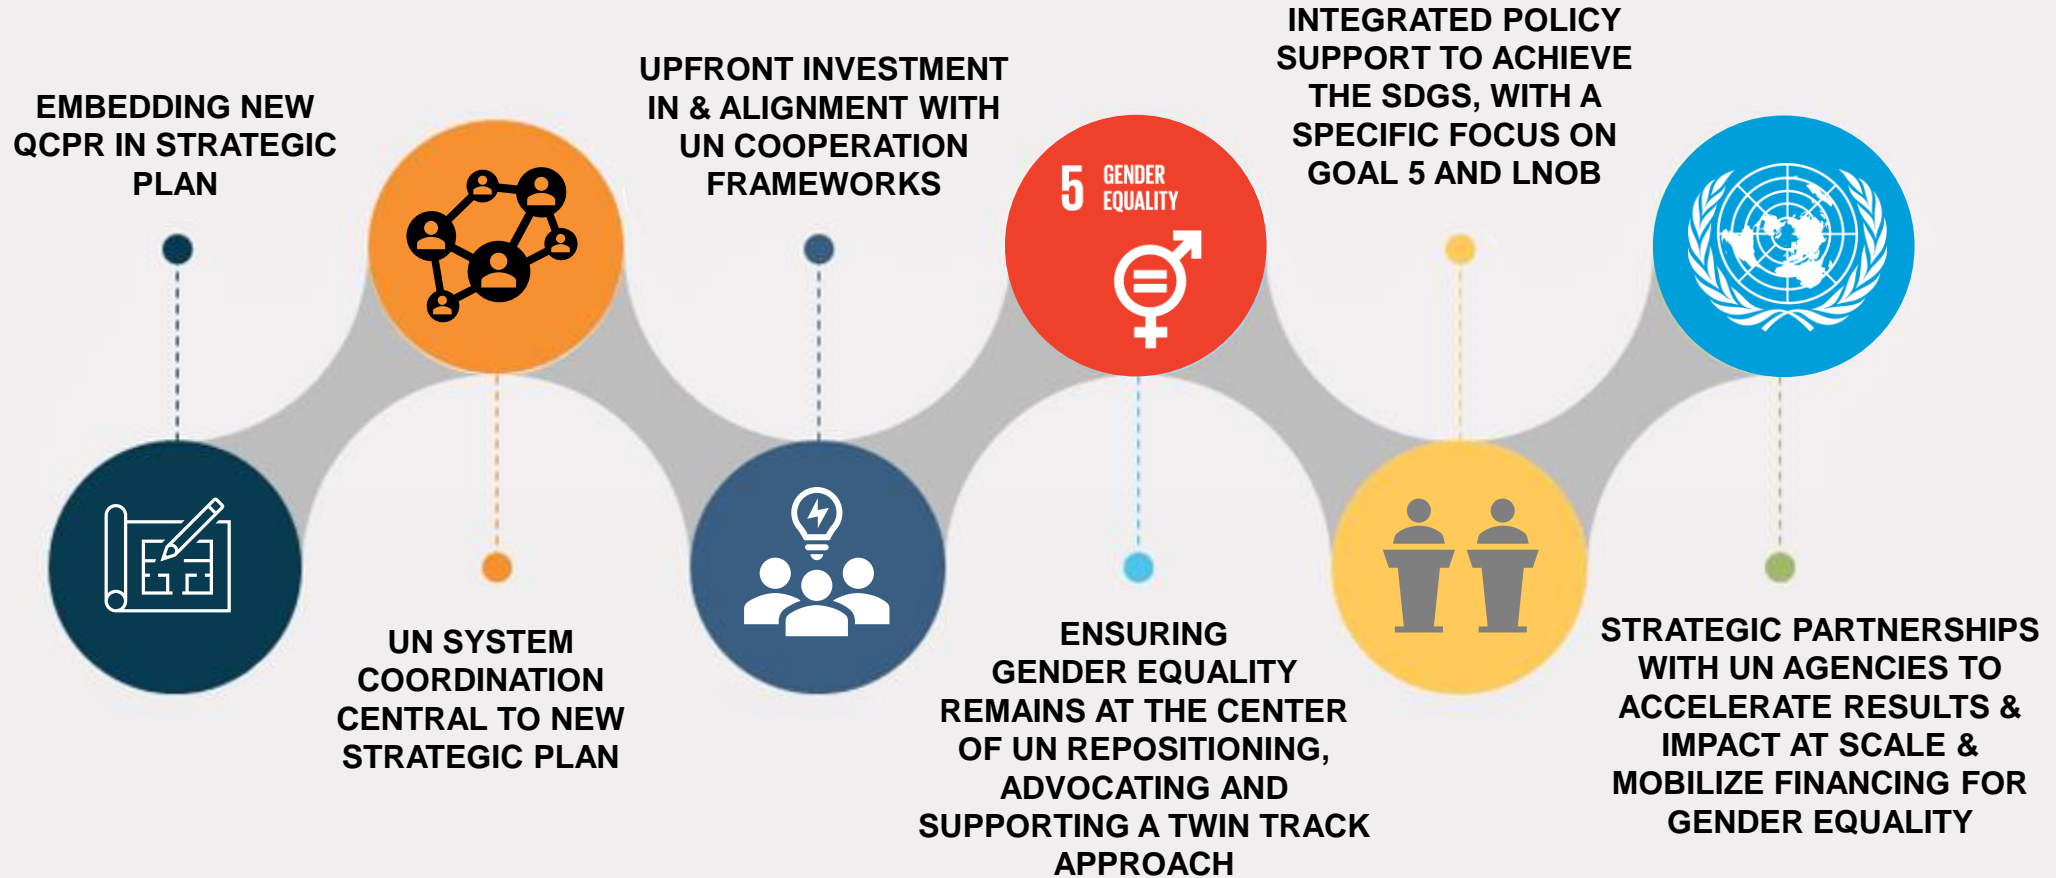 EMBEDDING NEW
QCPR IN STRATEGIC
PLAN
UN SYSTEM
COORDINATION
CENTRAL TO NEW
STRATEGIC PLAN
UPFRONT INVESTMENT
IN & ALIGNMENT WITH
UN COOPERATION
FRAMEWORKS
5 GENDER
EQUALITY
ENSURING
GENDER EQUALITY
REMAINS AT THE CENTER
OF UN REPOSITIONING,
ADVOCATING AND
SUPPORTING A TWIN TRACK
APPROACH
INTEGRATED POLICY
SUPPORT TO ACHIEVE
THE SDGS, WITH A
SPECIFIC FOCUS ON
GOAL 5 AND LNOB
STRATEGIC PARTNERSHIPS
WITH UN AGENCIES TO
ACCELERATE RESULTS &
IMPACT AT SCALE &
MOBILIZE FINANCING FOR
GENDER EQUALITY